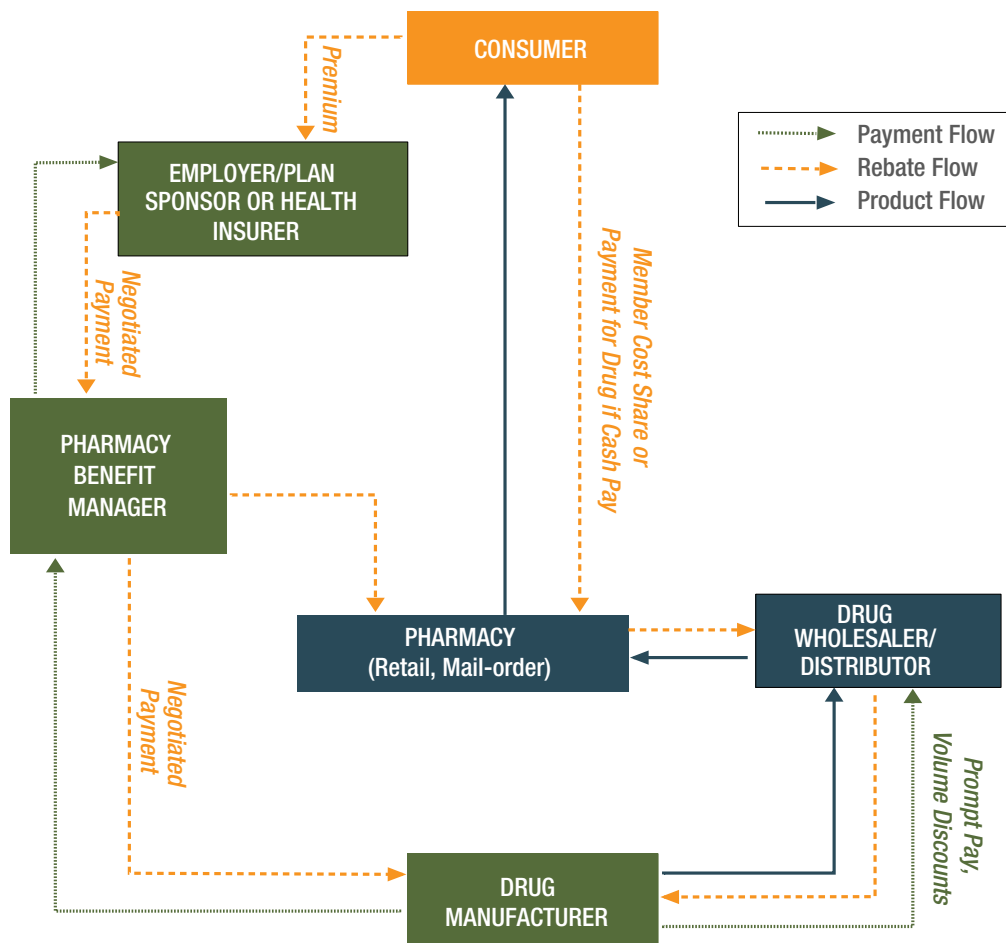 CONSUMER
Premium
Payment Flow
Rebate Flow
Product Flow
EMPLOYER/PLAN
SPONSOR OR HEALTH
INSURER
Negotiated
Payment
Member Cost Share or
Payment for Drug if Cash Pay
PHARMACY
BENEFIT
MANAGER
PHARMACY
(Retail, Mail-order)
DRUG
WHOLESALER/
DISTRIBUTOR
Negotiated
Payment
Prompt Pay,
Volume Discounts
DRUG
MANUFACTURER